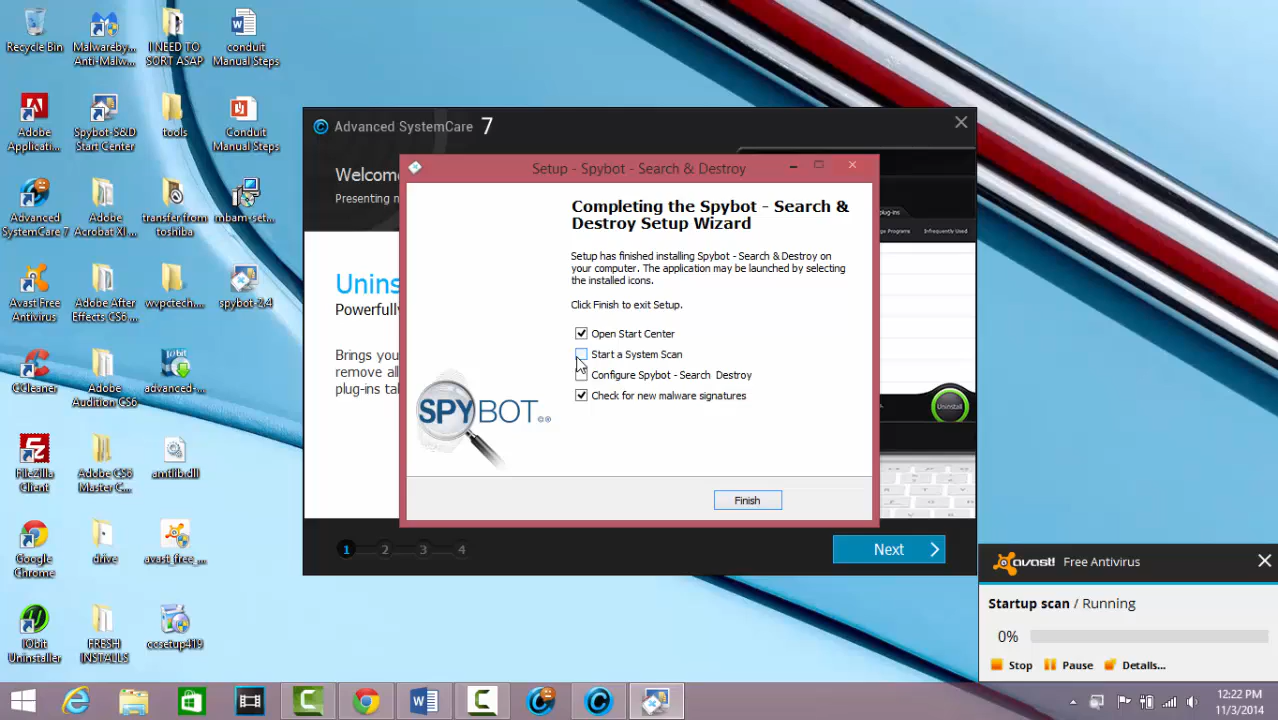 Recycle Bin
Malwareby...
Anti-Malw...
I NEED TO
SORT ASAP
conduit
Manual Steps
Adobe
Applicati...
Spybot-S&D
Start Center
tools
Conduit
Manual Steps
Advanced
SystemCare 7
Adobe
Acrobat XI ...
transfer from
toshiba
mbam-set...
Avast Free
Antivirus
Adobe After
Effects CS6 ...
wvpctech....
spybot-2.4
CCleaner
Adobe
Audition CS6
advanced-...
FileZilla
Client
Adobe CS6
Master C...
amtlib.dll
Google
Chrome
drive
avast_free_...
IObit
Uninstaller
FRESH
INSTALLS
ccsetup419
Advanced SystemCare 7
Welcome
Presenting n
Unins
Powerfully
Brings you
remove all
plug-ins ta
plug-ins
ge Programs
Infrequently Used
Uninstall
1 2 3 4
Next
Setup - Spybot - Search & Destroy
Completing the Spybot - Search &
Destroy Setup Wizard
Setup has finished installing Spybot - Search & Destroy on
your computer. The application may be launched by selecting
the installed icons.
Click Finish to exit Setup.
Open Start Center
Start a System Scan
Configure Spybot - Search Destroy
Check for new malware signatures
SPYBOT
Finish
avast! Free Antivirus
Startup scan / Running
0%
Stop Pause Details...
12:22 PM
11/3/2014